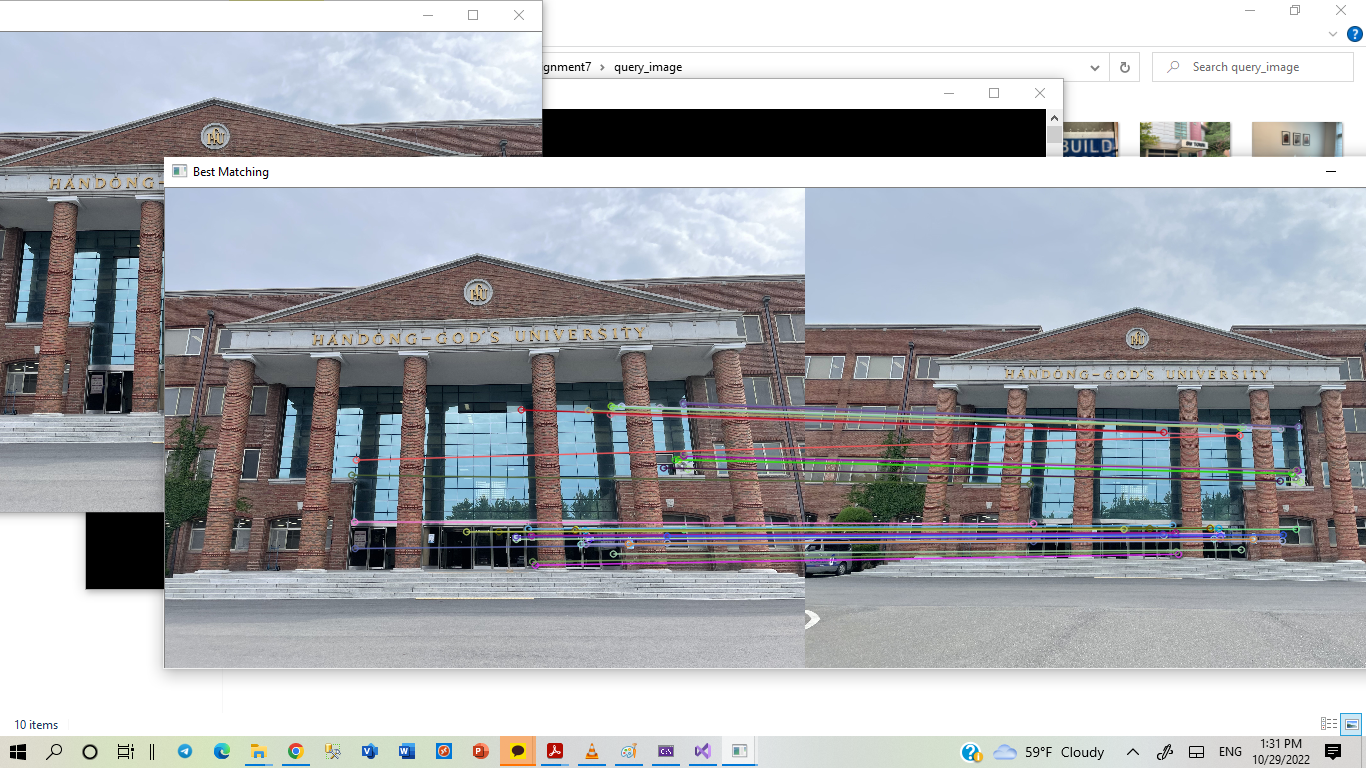 gnment7 > query_image
Search query_image
BUILD
HANDONG-
Best Matching
HANDONG-GOD'S UNIVERSITY
HANDONG-GOD'S UNIVERSITY
10 items
59°F Cloudy
ENG
1:31 PM
10/29/2022